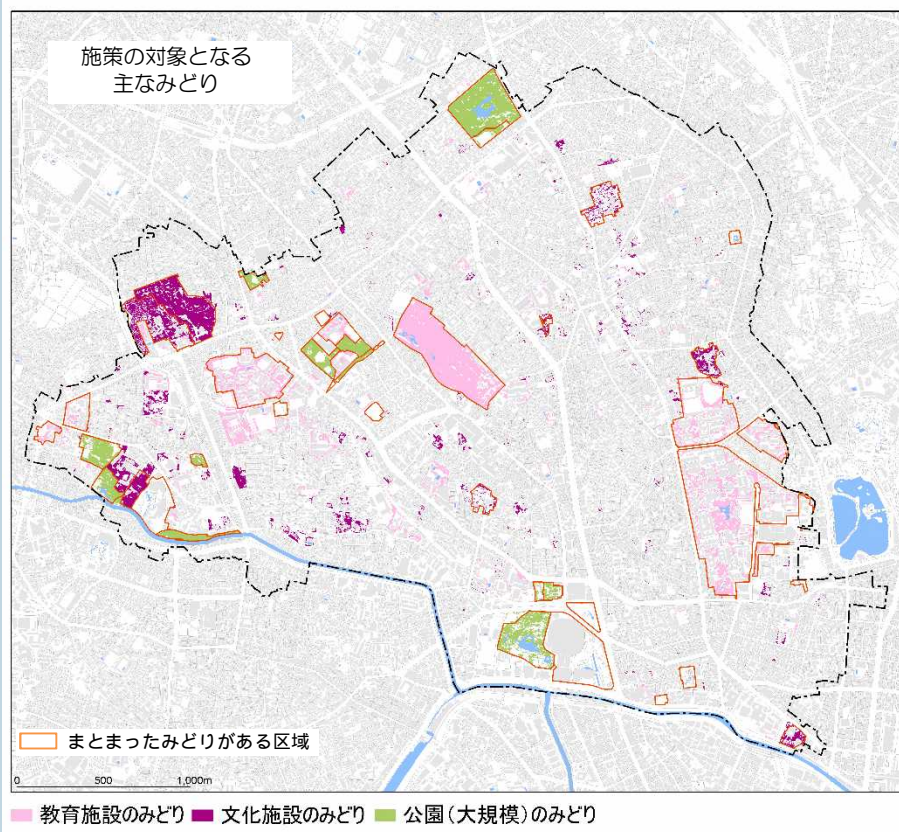 施策の対象となる
主なみどり
まとまったみどりがある区域
0 500 1,000m
教育施設のみどり 文化施設のみどり 公園(大規模)のみどり